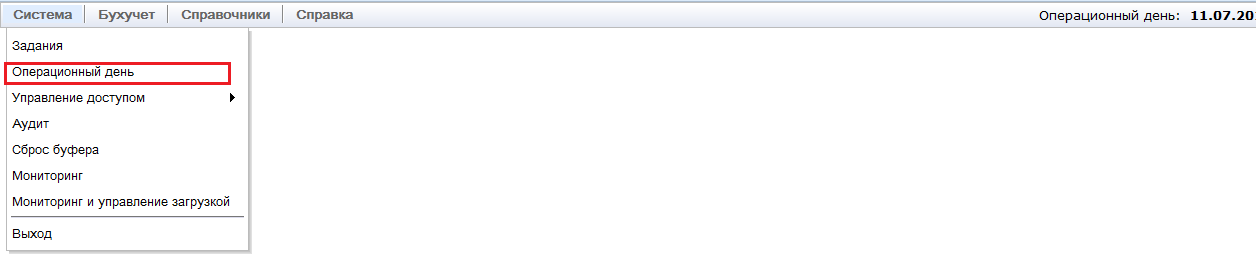 Система Бухучет Справочники Справка Операционный день: 11.07.20
Задания
Операционный день
Управление доступом
Аудит
Сброс буфера
Мониторинг
Мониторинг и управление загрузкой
Выход